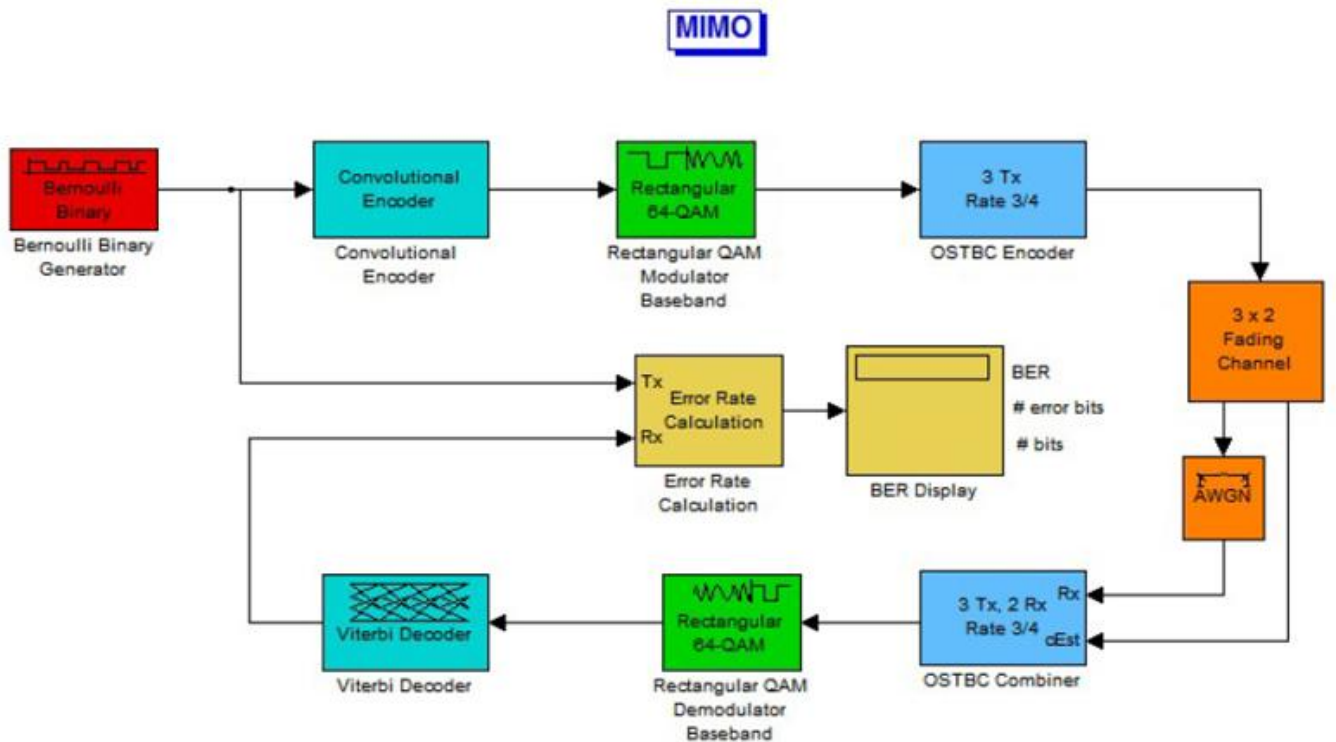 MIMO
Bernoulli
Binary
Bernoulli Binary
Generator
Convolutional
Encoder
Convolutional
Encoder
Rectangular
64-QAM
Rectangular QAM
Modulator
Baseband
3 Tx
Rate 3/4
OSTBC Encoder
3 x 2
Fading
Channel
Tx
Rx
Error Rate
Calculation
Error Rate
Calculation
BER
# error bits
# bits
BER Display
AWGN
Viterbi Decoder
Viterbi Decoder
Rectangular
64-QAM
Rectangular QAM
Demodulator
Baseband
3 Tx, 2 Rx
Rate 3/4
Rx
cEst
OSTBC Combiner